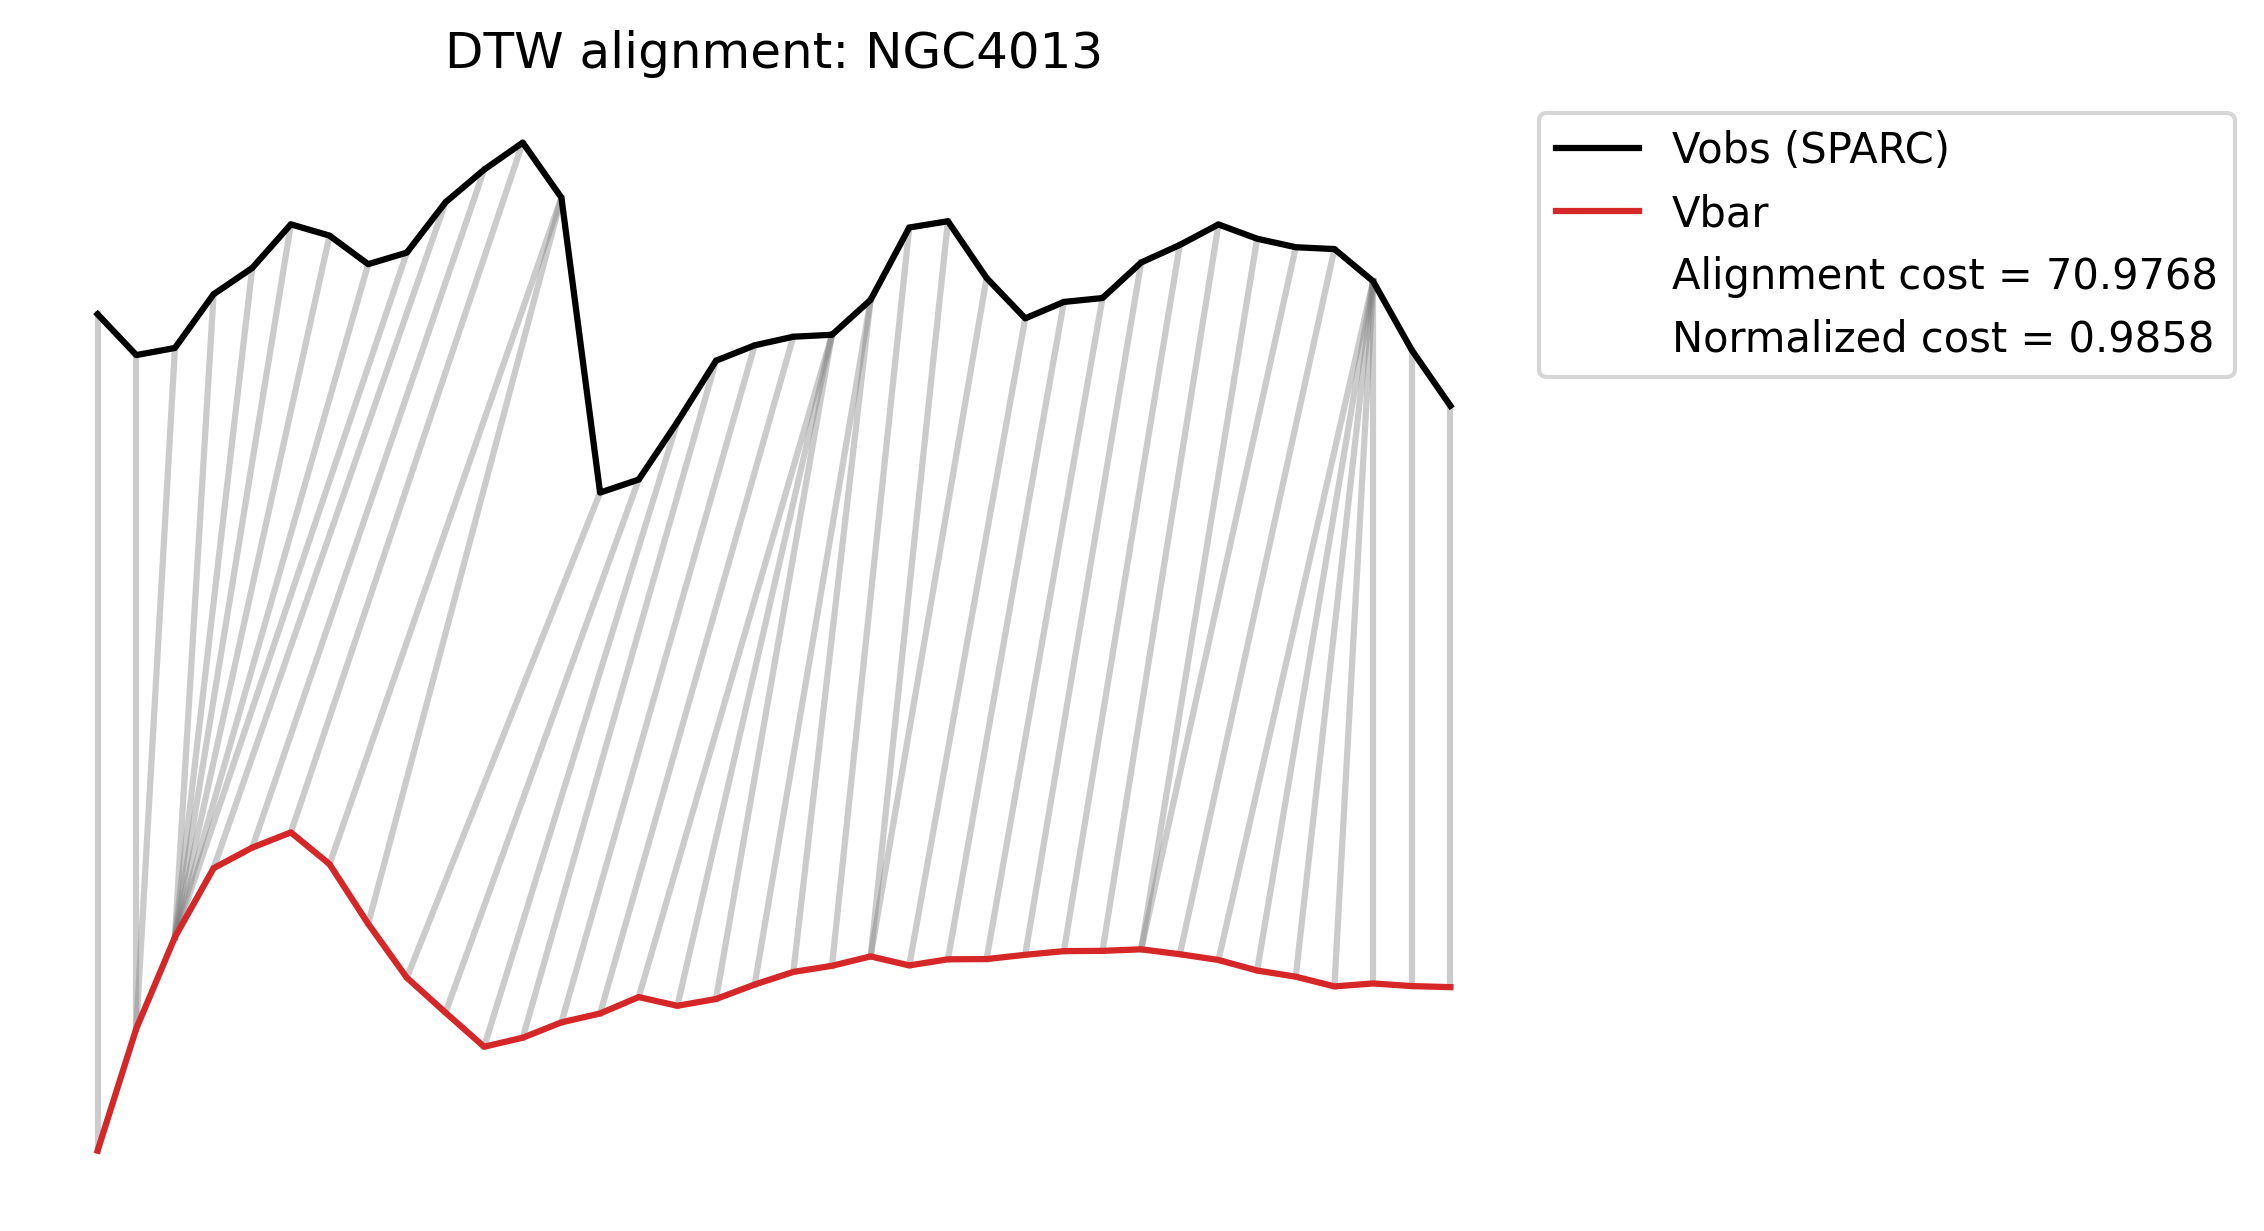 DTW alignment: NGC4013
Vobs (SPARC)
Vbar
Alignment cost = 70.9768
Normalized cost = 0.9858